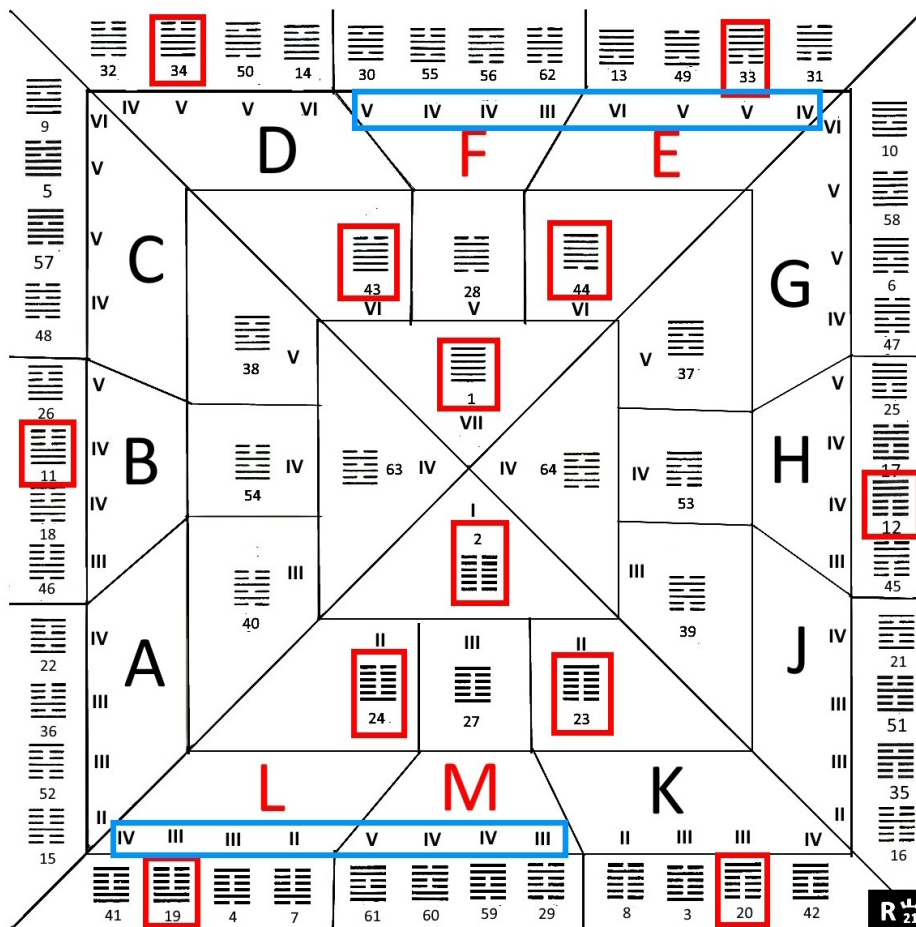 32 34 50 14 30 55 56 62 13 49 33 31
IV V V VI V IV IV III VI V V IV
9 VI VI 10
D F E
5 V V 58
57 V V 6
C G
43 28 44
VI V VI
48 IV IV 47
38 V V 37
1
VII
26 V V 25
11 IV B 54 IV 63 IV IV 64 IV 53 H IV 17
18 IV IV 12
I
2
46 III III 45
40 III III 39
22 IV A J IV 21
II III II
36 III III 51
24 27 23
52 III III 35
L M K
15 II II 16
IV III III II V IV IV III II III III IV
41 19 4 7 61 60 59 29 8 3 20 42
R 21